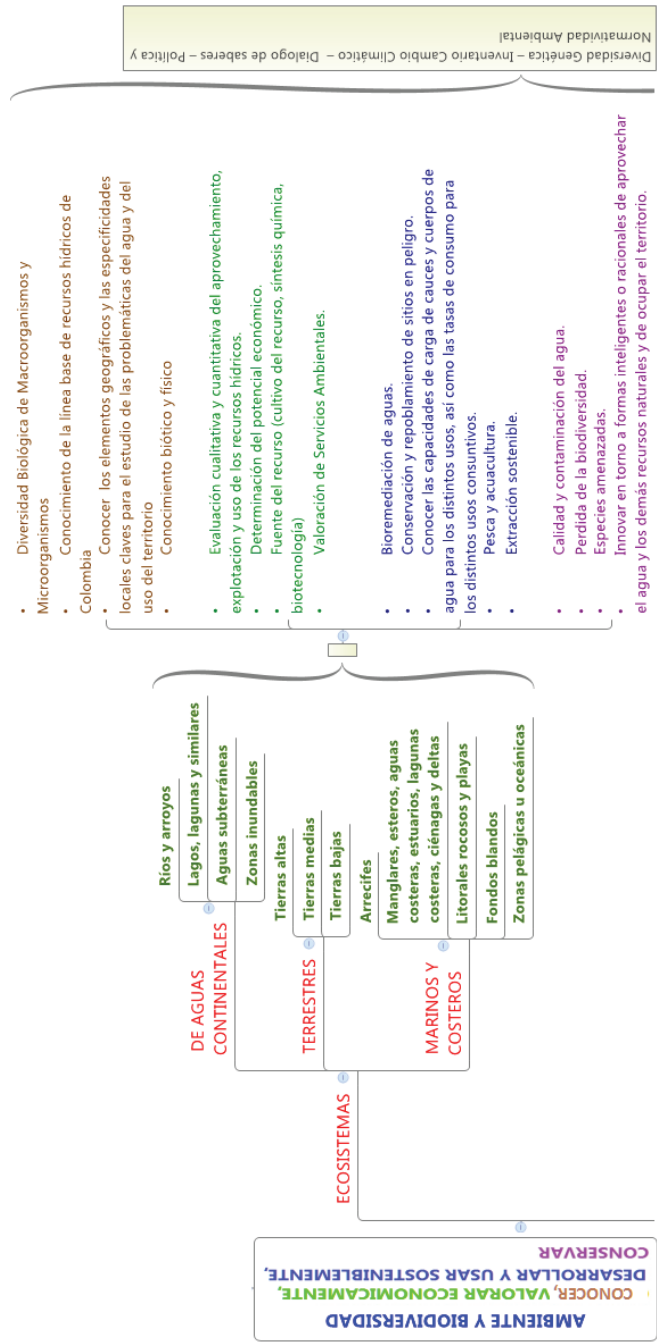 AMBIENTE Y BIODIVERSIDAD
CONOCER, VALORAR ECONOMICAMENTE,
DESARROLLAR Y USAR SOSTENIBLEMENTE,
CONSERVAR
ECOSISTEMAS
DE AGUAS
CONTINENTALES
Ríos y arroyos
Lagos, lagunas y similares
Aguas subterráneas
Zonas inundables
TERRESTRES
Tierras altas
Tierras medias
Tierras bajas
MARINOS Y
COSTEROS
Arrecifes
Manglares, esteros, aguas
costeras, estuarios, lagunas
costeras, ciénagas y deltas
Litorales rocosos y playas
Fondos blandos
Zonas pelágicas u oceánicas
• Diversidad Biológica de Macroorganismos y
Microorganismos
• Conocimiento de la línea base de recursos hídricos de
Colombia
• Conocer los elementos geográficos y las especificidades
locales claves para el estudio de las problemáticas del agua y del
uso del territorio
• Conocimiento biótico y físico
• Evaluación cualitativa y cuantitativa del aprovechamiento,
explotación y uso de los recursos hídricos.
• Determinación del potencial económico.
• Fuente del recurso (cultivo del recurso, síntesis química,
biotecnología)
• Valoración de Servicios Ambientales.
• Bioremediación de aguas.
• Conservación y repoblamiento de sitios en peligro.
• Conocer las capacidades de carga de cauces y cuerpos de
agua para los distintos usos, así como las tasas de consumo para
los distintos usos consuntivos.
• Pesca y acuacultura.
• Extracción sostenible.
• Calidad y contaminación del agua.
• Perdida de la biodiversidad.
• Especies amenazadas.
• Innovar en torno a formas inteligentes o racionales de aprovechar
el agua y los demás recursos naturales y de ocupar el territorio.
Diversidad Genética – Inventario Cambio Climático – Dialogo de saberes – Política y
Normatividad Ambiental